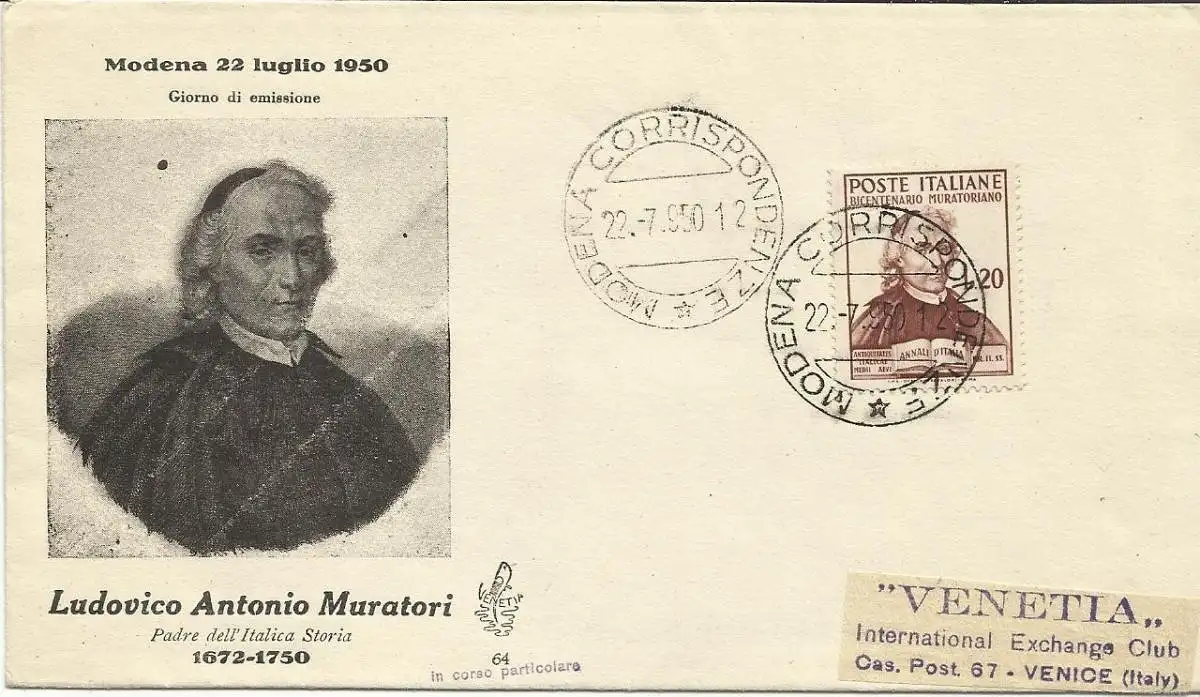 Modena 22 luglio 1950
Giorno di emissione
MODENA CORRISPONDENZE
22.-7.950 12
POSTE ITALIANE
BICENTENARIO MURATORIANO
20
MODENA CORRISPONDENZE
22.-7.950 12
ANTIQUITATES
ITALICAE
MEDII AEVI
ANNALI D'ITALIA
Ludovico Antonio Muratori
Padre dell'Italica Storia
1672-1750
VENETIA
64
in corso particolare
"VENETIA„
International Exchange Club
Cas. Post. 67 - VENICE (Italy)